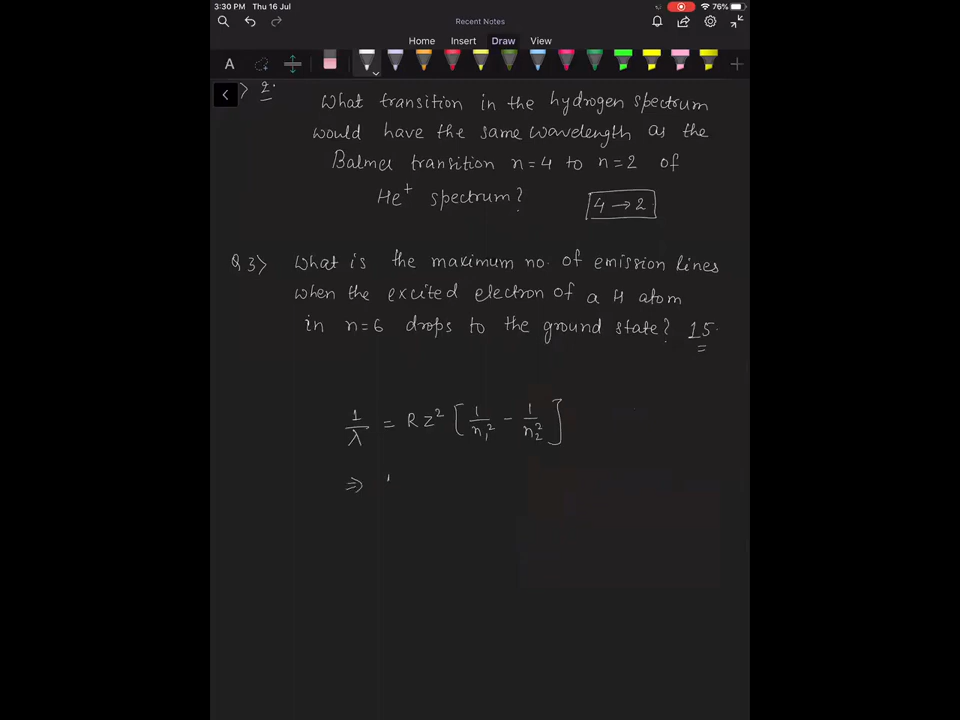 3:30 PM Thu 16 Jul
76%
Recent Notes
Home Insert Draw View
A
> 2.
What transition in the hydrogen spectrum
would have the same wavelength as the
Balmer transition n=4 to n=2 of
He⁺ spectrum? 4 → 2
Q 3> What is the maximum no. of emission lines
when the excited electron of a H atom
in n=6 drops to the ground state? 15.
1/λ = RZ² [1/n₁² - 1/n₂²]
⇒